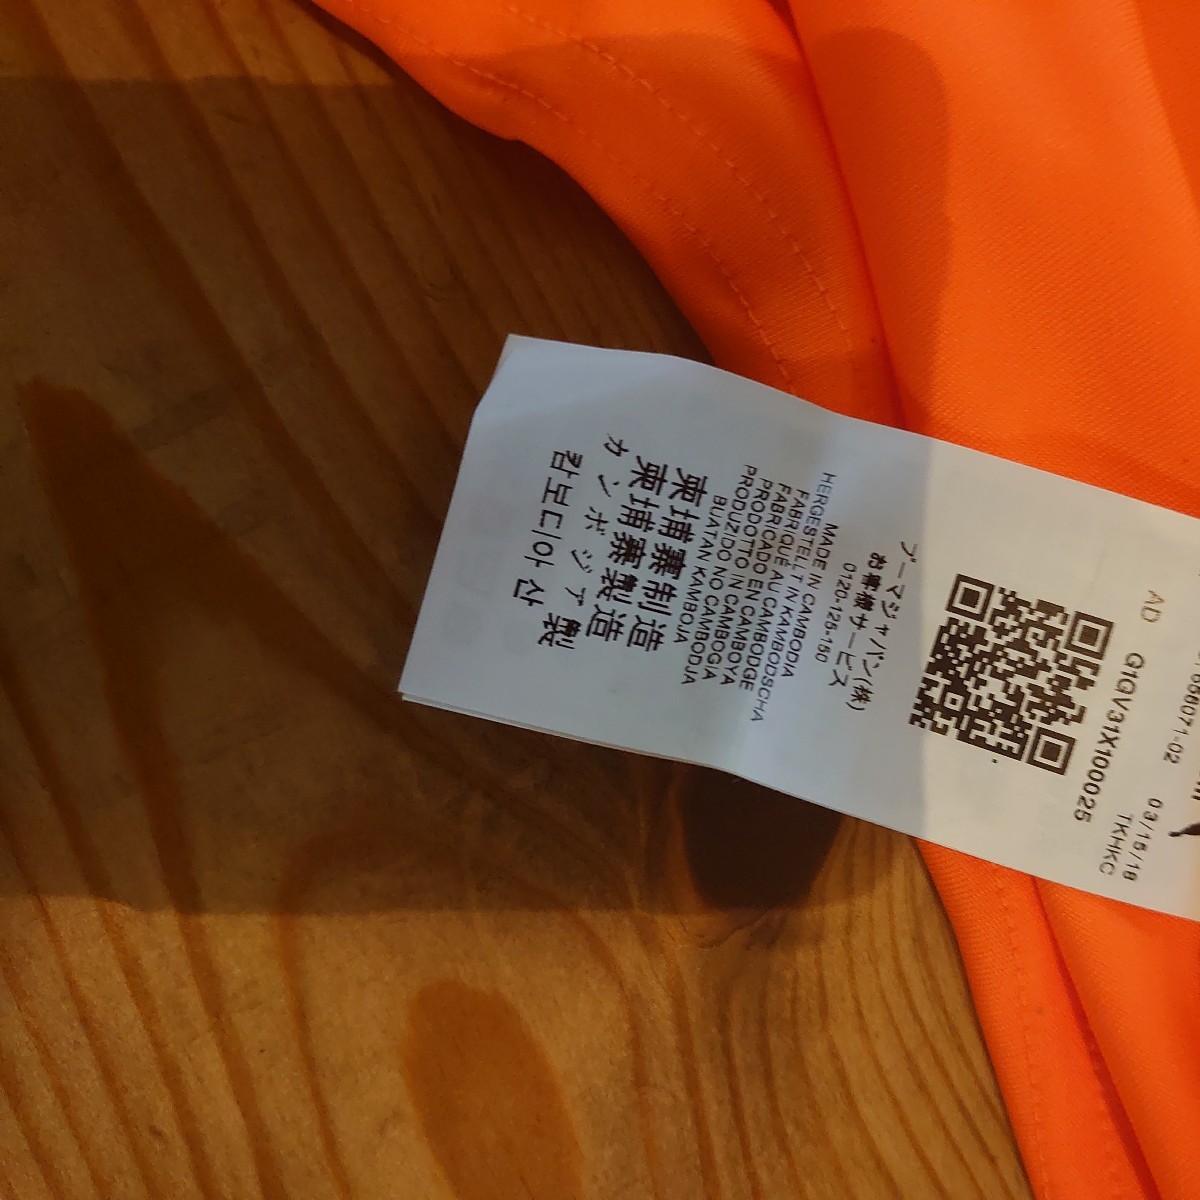 03/15/18
TKHKC
AD G1GV31X100025
プーマジャパン(株)
お客様サービス
0120-125-150
MADE IN CAMBODIA
HERGESTELLT IN KAMBODSCHA
FABRIQUÉ AU CAMBODGE
FABRICADO EN CAMBOYA
PRODOTTO IN CAMBOGIA
PRODUZIDO NO CAMBODJA
BUATAN KAMBOJA
柬埔寨制造
柬埔寨製造
カンボジア製
캄보디아 산